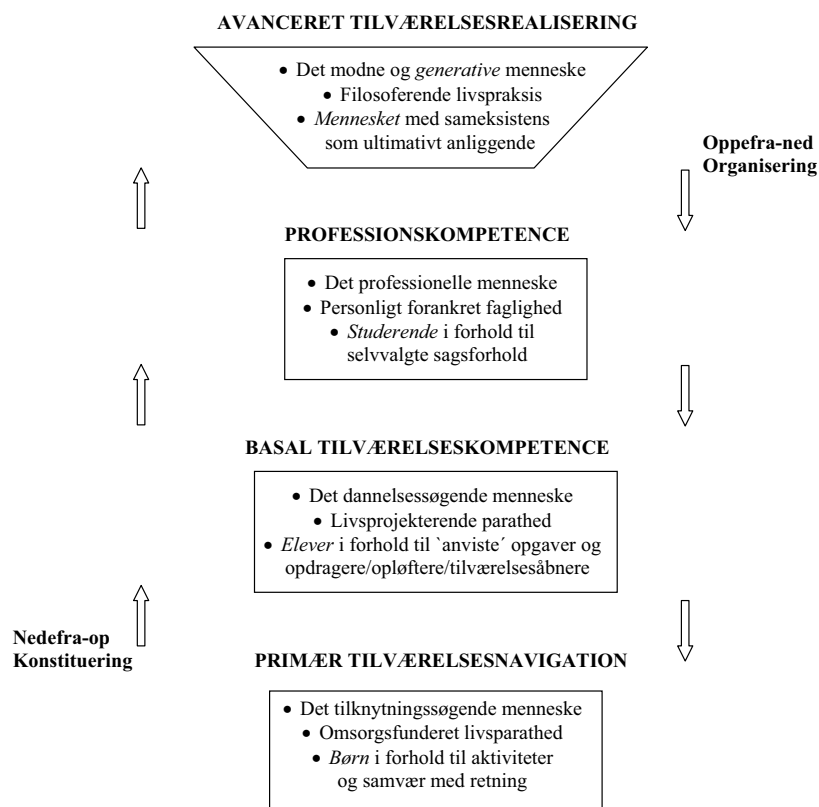 AVANCERET TILVÆRELSESREALISERING
• Det modne og generative menneske
• Filosoferende livspraksis
• Mennesket med sameksistens
som ultimativt anliggende
Oppefra-ned
Organisering
PROFESSIONSKOMPETENCE
• Det professionelle menneske
• Personligt forankret faglighed
• Studerende i forhold til
selvvalgte sagsforhold
BASAL TILVÆRELSESKOMPETENCE
• Det dannelsessøgende menneske
• Livsprojekterende parathed
• Elever i forhold til `anviste´ opgaver og
opdragere/opløftere/tilværelsesåbnere
Nedefra-op
Konstituering
PRIMÆR TILVÆRELSESNAVIGATION
• Det tilknytningssøgende menneske
• Omsorgsfunderet livsparathed
• Børn i forhold til aktiviteter
og samvær med retning